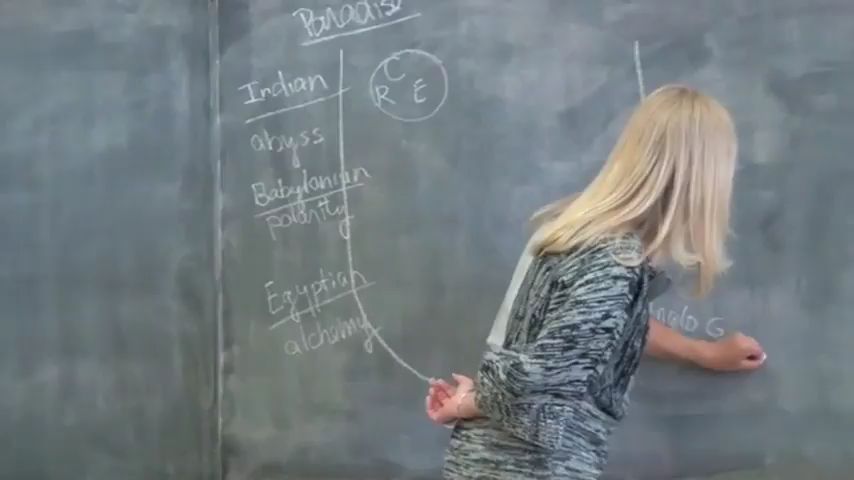 Paradise
Indian
C
R É
abyss
Babylonian
polarity
Egyptian
alchemy